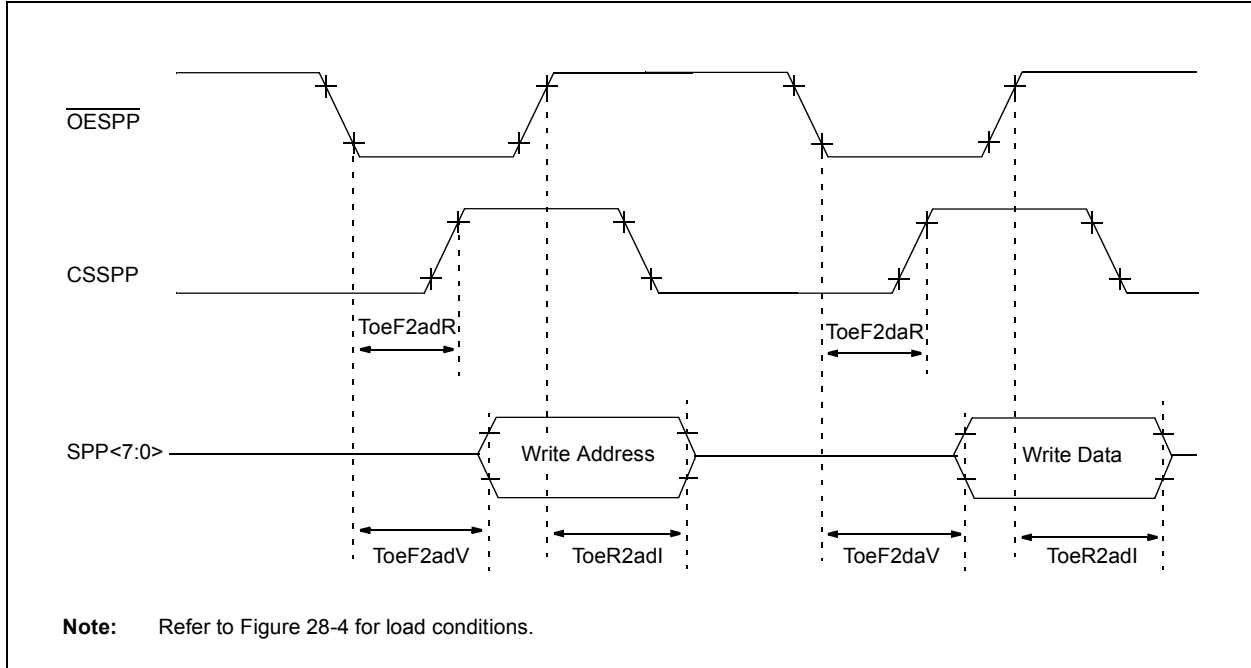 OESPP
CSSPP
ToeF2adR
ToeF2daR
SPP<7:0>
Write Address
Write Data
ToeF2adV
ToeR2adI
ToeF2daV
ToeR2adI
Note: Refer to Figure 28-4 for load conditions.